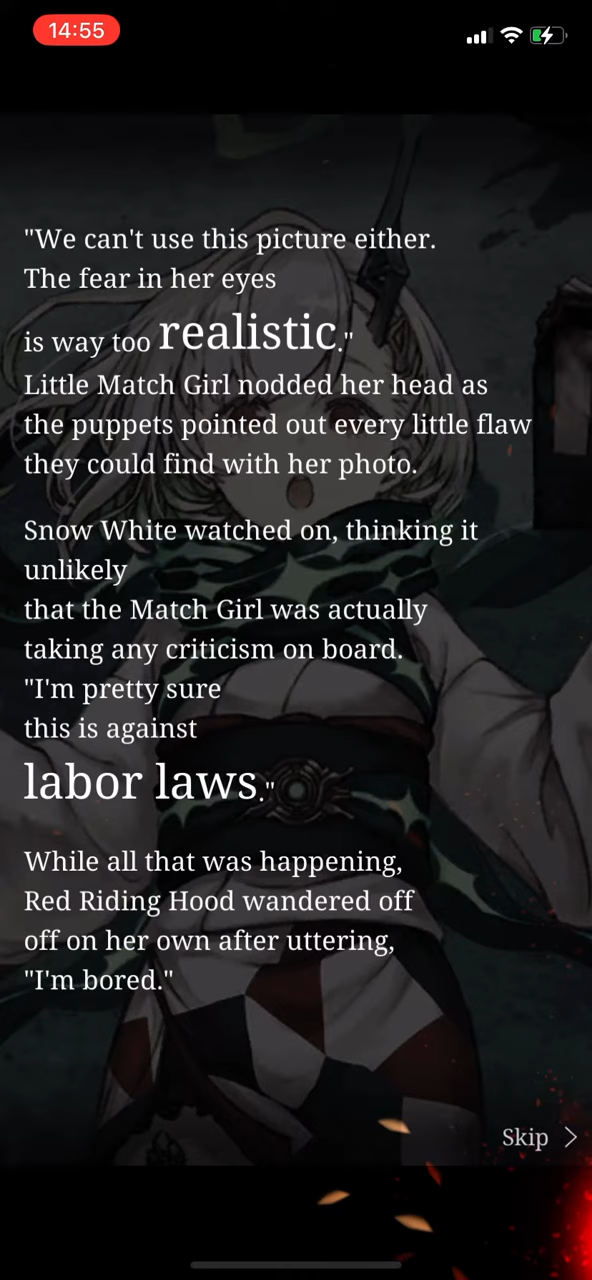 14:55
"We can't use this picture either.
The fear in her eyes
is way too realistic."
Little Match Girl nodded her head as
the puppets pointed out every little flaw
they could find with her photo.
Snow White watched on, thinking it
unlikely
that the Match Girl was actually
taking any criticism on board.
"I'm pretty sure
this is against
labor laws."
While all that was happening,
Red Riding Hood wandered off
off on her own after uttering,
"I'm bored."
Skip